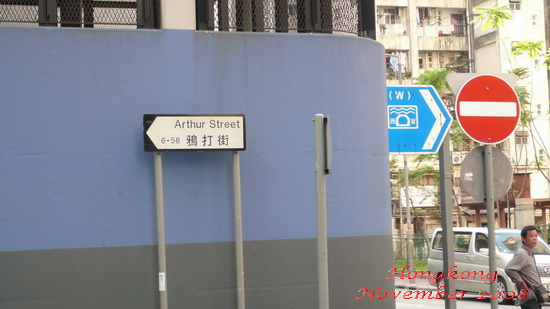 Arthur Street
6-58 鴉打街
(W)
W W
Hongkong
November 2008